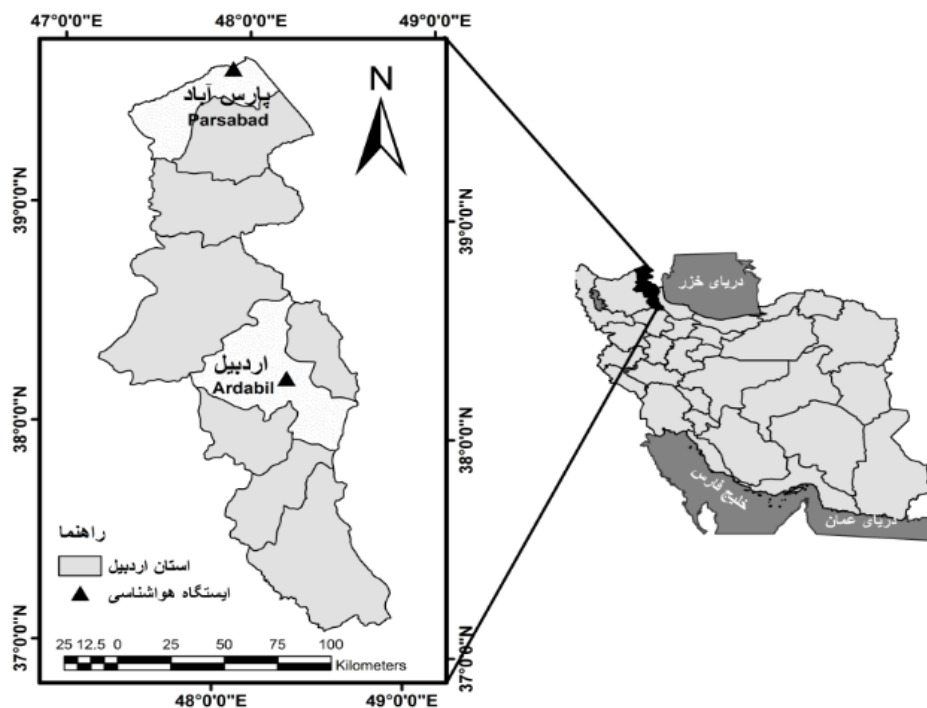 47°0'0"E
48°0'0"E
49°0'0"E
N
پارس آباد
Parsabad
39°0'0"N
39°0'0"N
دریای خزر
اردبیل
Ardabil
38°0'0"N
38°0'0"N
خلیج فارس
دریای عمان
راهنما
استان اردبیل
ایستگاه هواشناسی
37°0'0"N
37°0'0"N
25 12.5 0 25 50 75 100
Kilometers
48°0'0"E
49°0'0"E